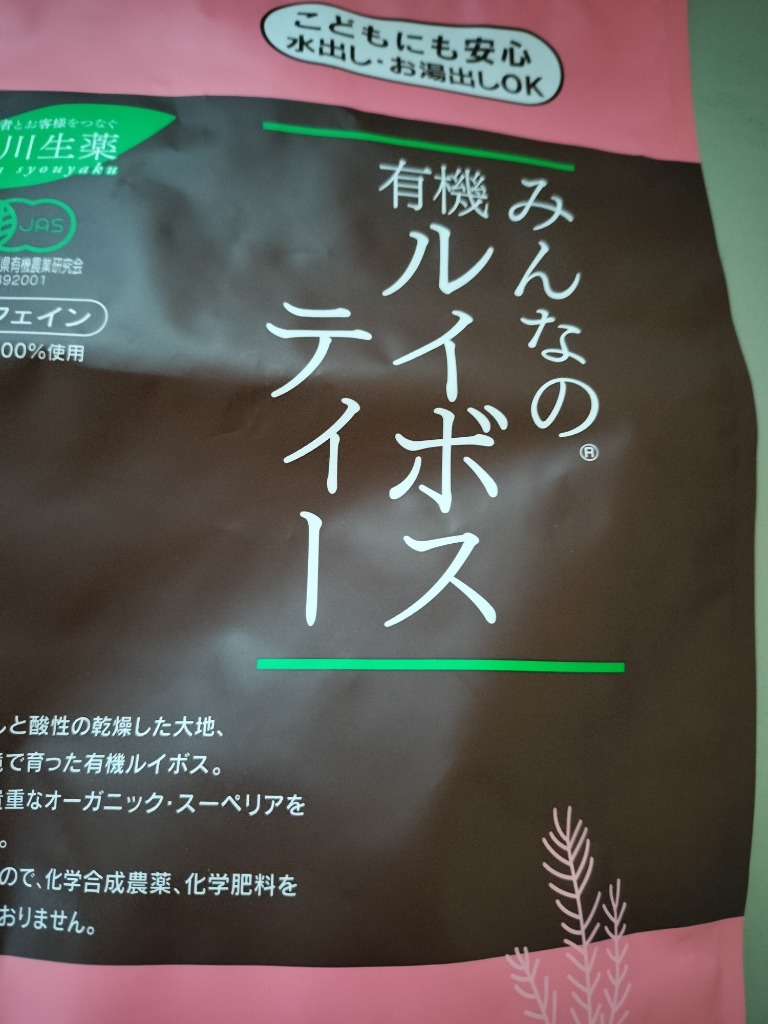 こどもにも安心
水出し・お湯出しOK
者とお客様をつなぐ
川生薬
syouyaku
JAS
県有機農業研究会
892001
フェイン
00%使用
みんなの®
有機ルイボス
ティー
しと酸性の乾燥した大地、
境で育った有機ルイボス。
貴重なオーガニック・スーペリアを
。
ので、化学合成農薬、化学肥料を
おりません。